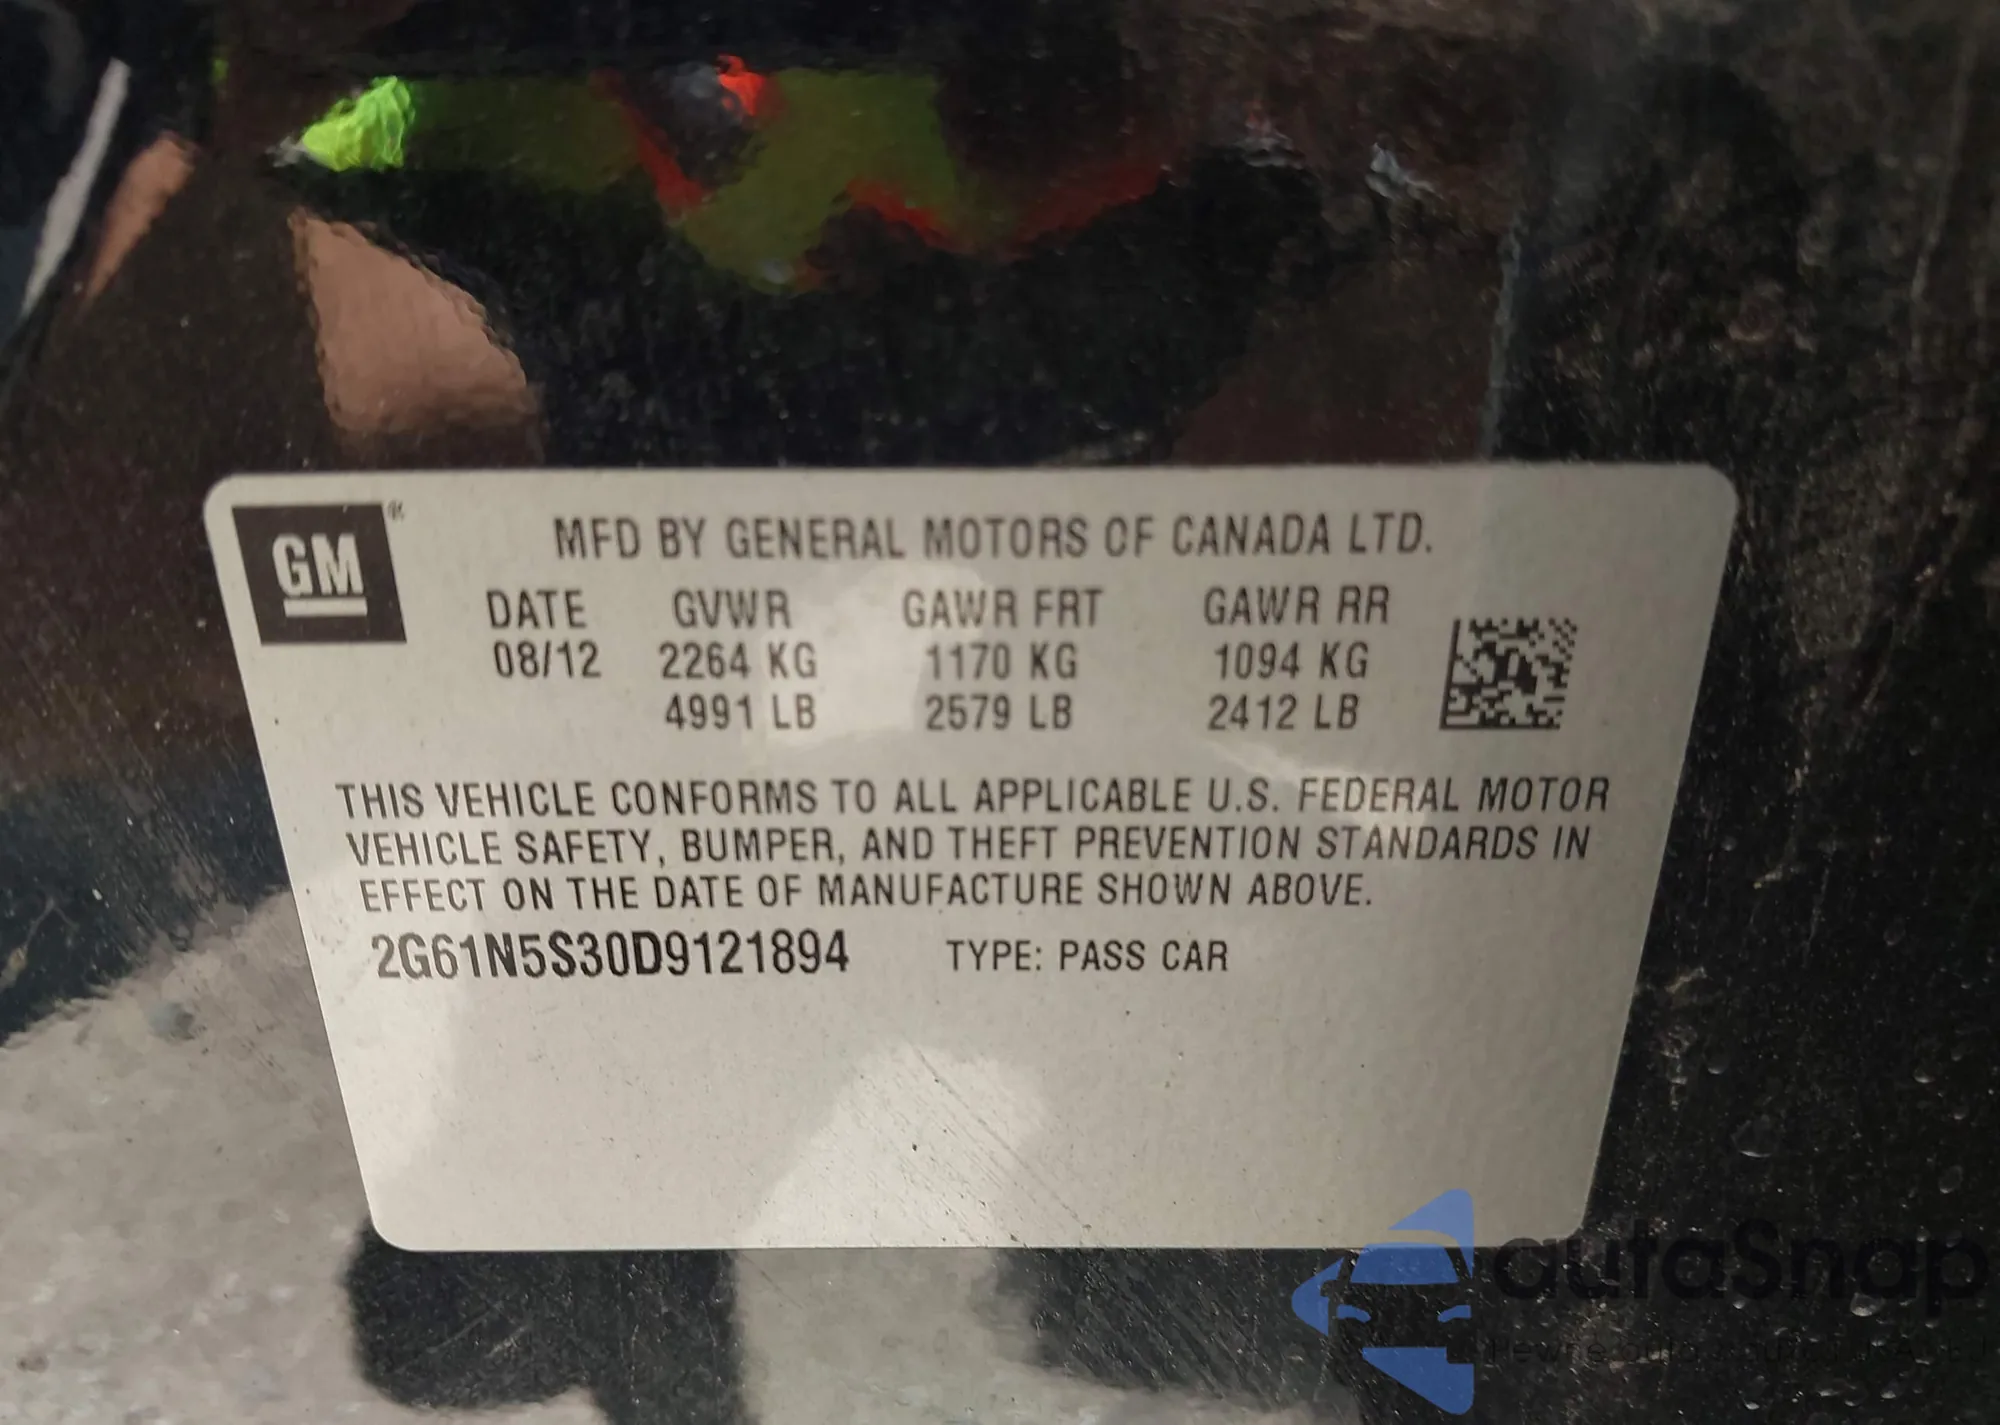 GM ®
MFD BY GENERAL MOTORS OF CANADA LTD.
DATE GVWR GAWR FRT GAWR RR
08/12 2264 KG 1170 KG 1094 KG
4991 LB 2579 LB 2412 LB
THIS VEHICLE CONFORMS TO ALL APPLICABLE U.S. FEDERAL MOTOR
VEHICLE SAFETY, BUMPER, AND THEFT PREVENTION STANDARDS IN
EFFECT ON THE DATE OF MANUFACTURE SHOWN ABOVE.
2G61N5S30D9121894 TYPE: PASS CAR
autoSnap